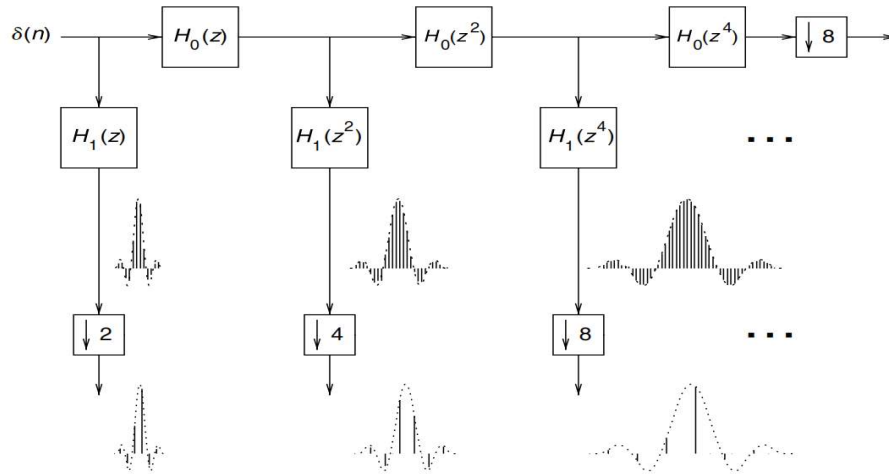 δ(n) H₀(z) H₀(z²) H₀(z⁴) ↓ 8
H₁(z) H₁(z²) H₁(z⁴) ...
↓ 2 ↓ 4 ↓ 8 ...